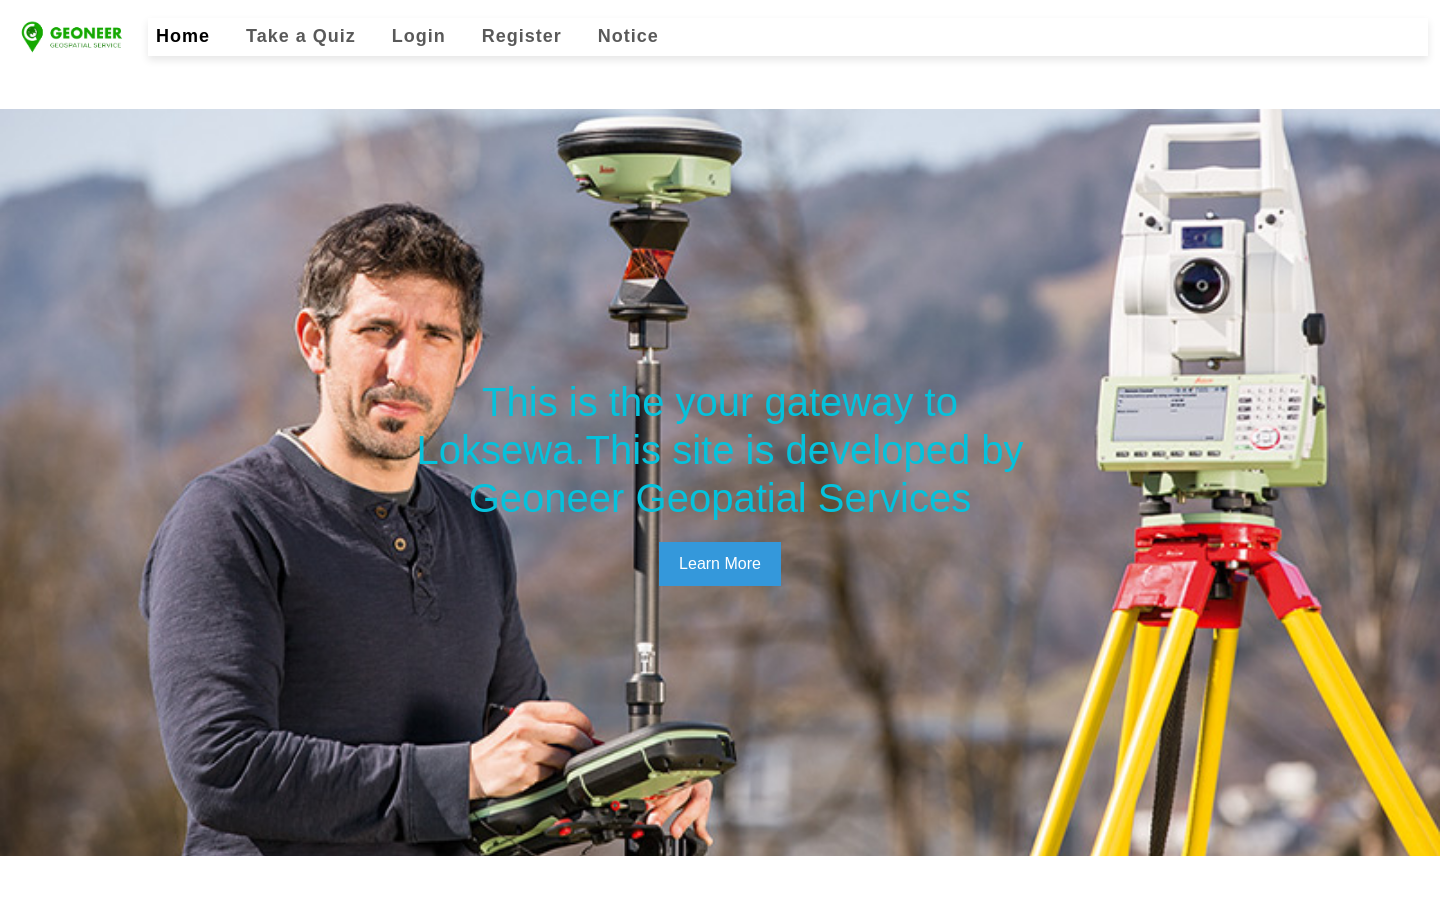 GEONEER
GEOSPATIAL SERVICE
Home
Take a Quiz
Login
Register
Notice
This is the your gateway to
Loksewa.This site is developed by
Geoneer Geopatial Services
Learn More